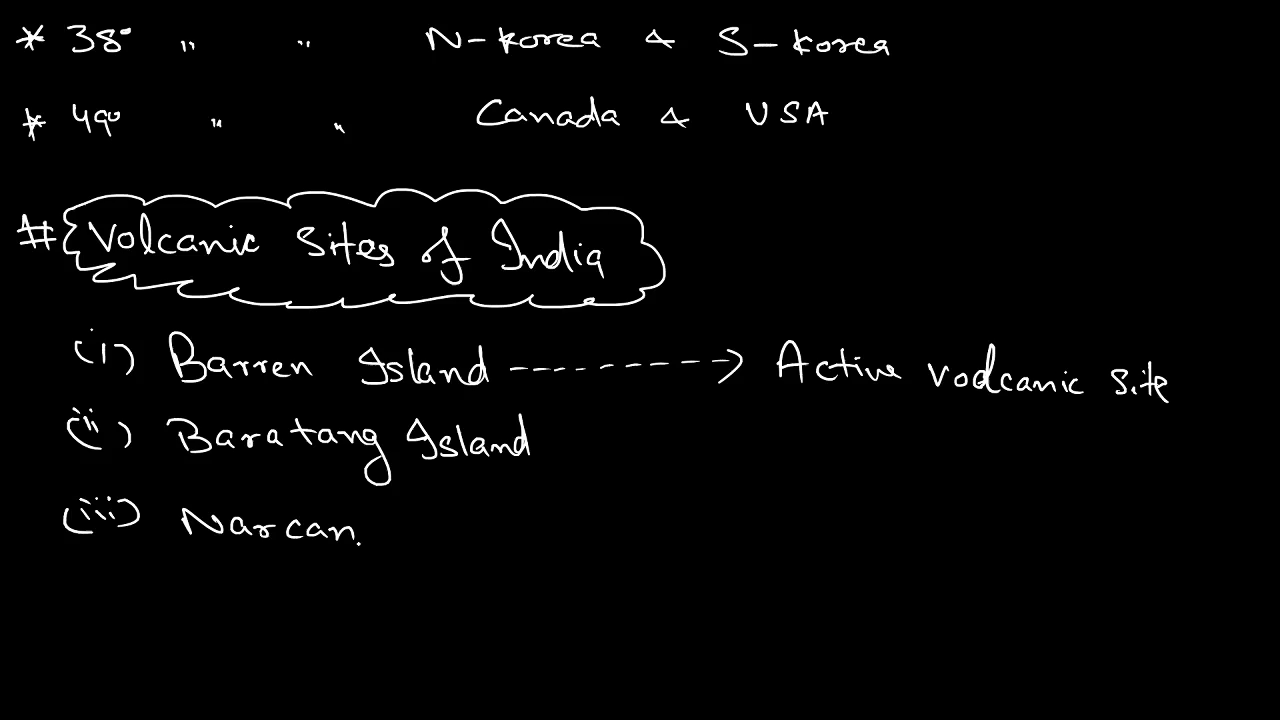 * 38° " " N-Korea & S-Korea
* 49° " " Canada & USA
# Volcanic Sites of India
(i) Barren Island --------> Active vodcanic site
(ii) Baratang Island
(iii) Narcan